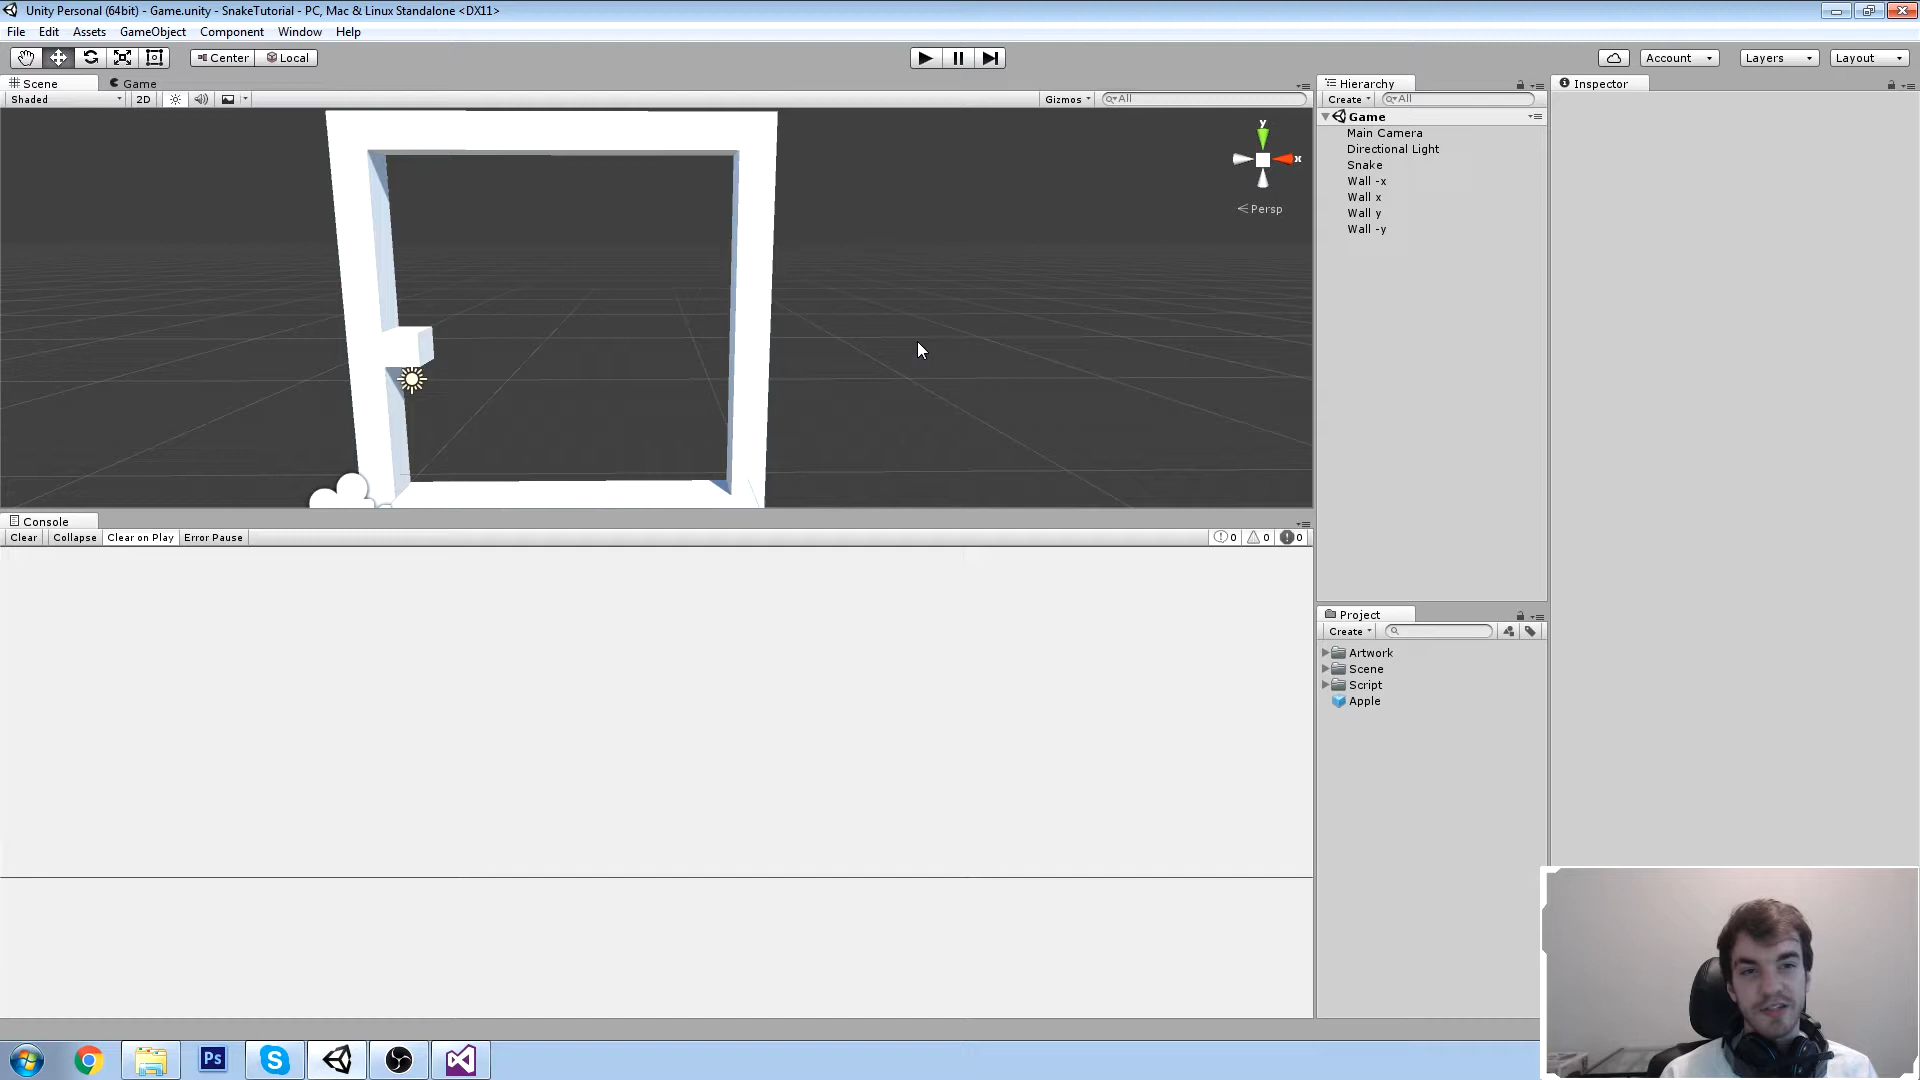 Unity Personal (64bit) - Game.unity - SnakeTutorial - PC, Mac & Linux Standalone <DX11>
File Edit Assets GameObject Component Window Help
Center Local Account Layers Layout
Scene Game
Shaded 2D Gizmos All
y
x
Persp
Hierarchy
Create All
Game
Main Camera
Directional Light
Snake
Wall -x
Wall x
Wall y
Wall -y
Inspector
Console
Clear Collapse Clear on Play Error Pause 0 0 0
Project
Create
Artwork
Scene
Script
Apple
Ps